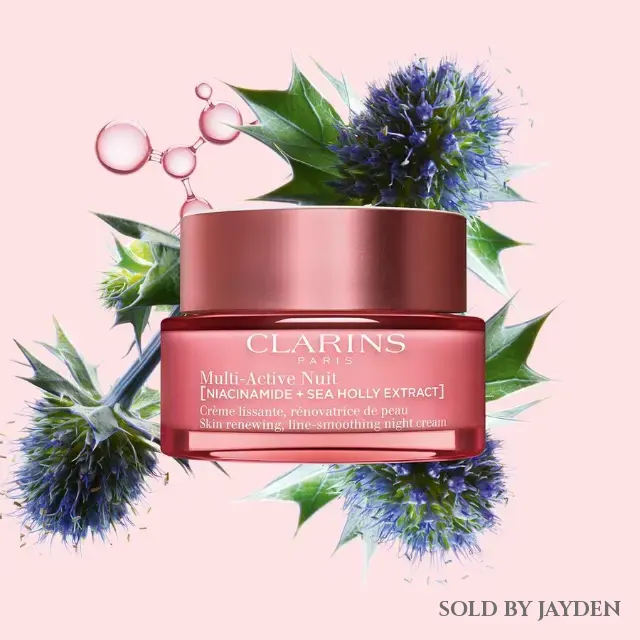 CLARINS
PARIS
Multi-Active Nuit
[NIACINAMIDE + SEA HOLLY EXTRACT]
Crème lissante, rénovatrice de peau
Skin renewing, line-smoothing night cream
SOLD BY JAYDEN